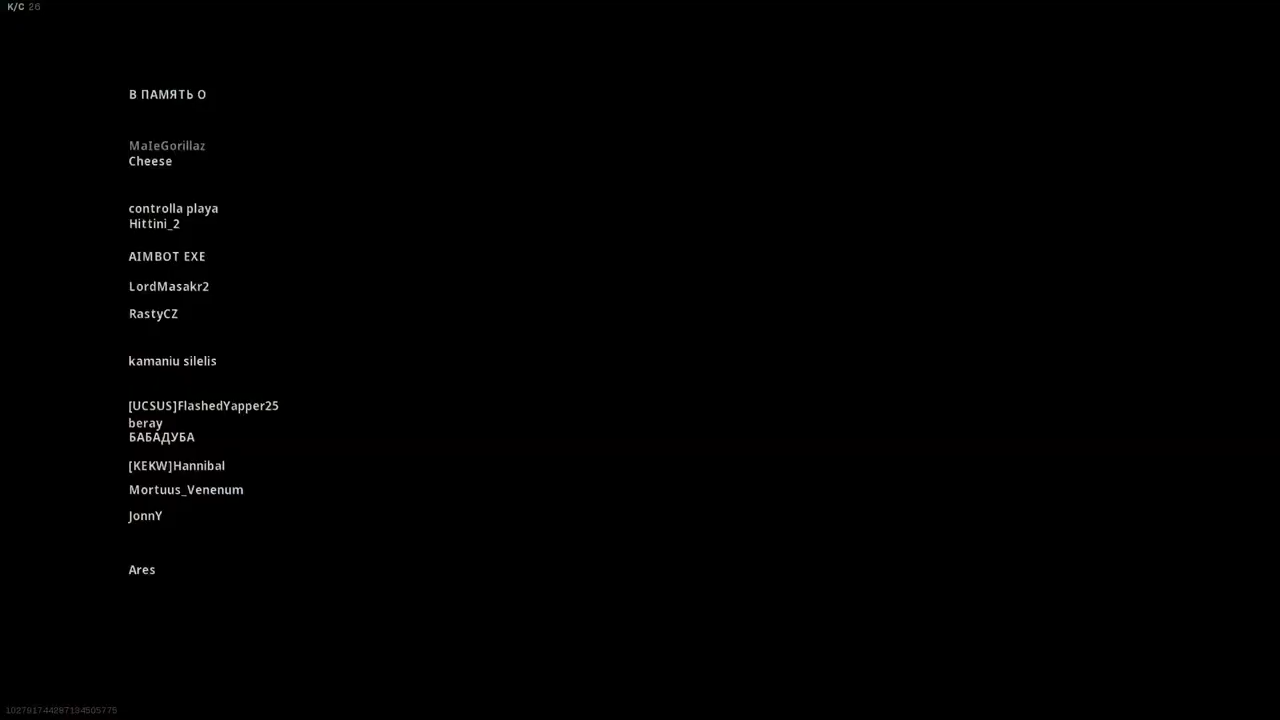 К/С 26
В ПАМЯТЬ О
MaIeGorillaz
Cheese
controlla playa
Hittini_2
AIMBOT EXE
LordMasakr2
RastyCZ
kamaniu silelis
[UCSUS]FlashedYapper25
beray
БАБАДУБА
[KEKW]Hannibal
Mortuus_Venenum
JonnY
Ares